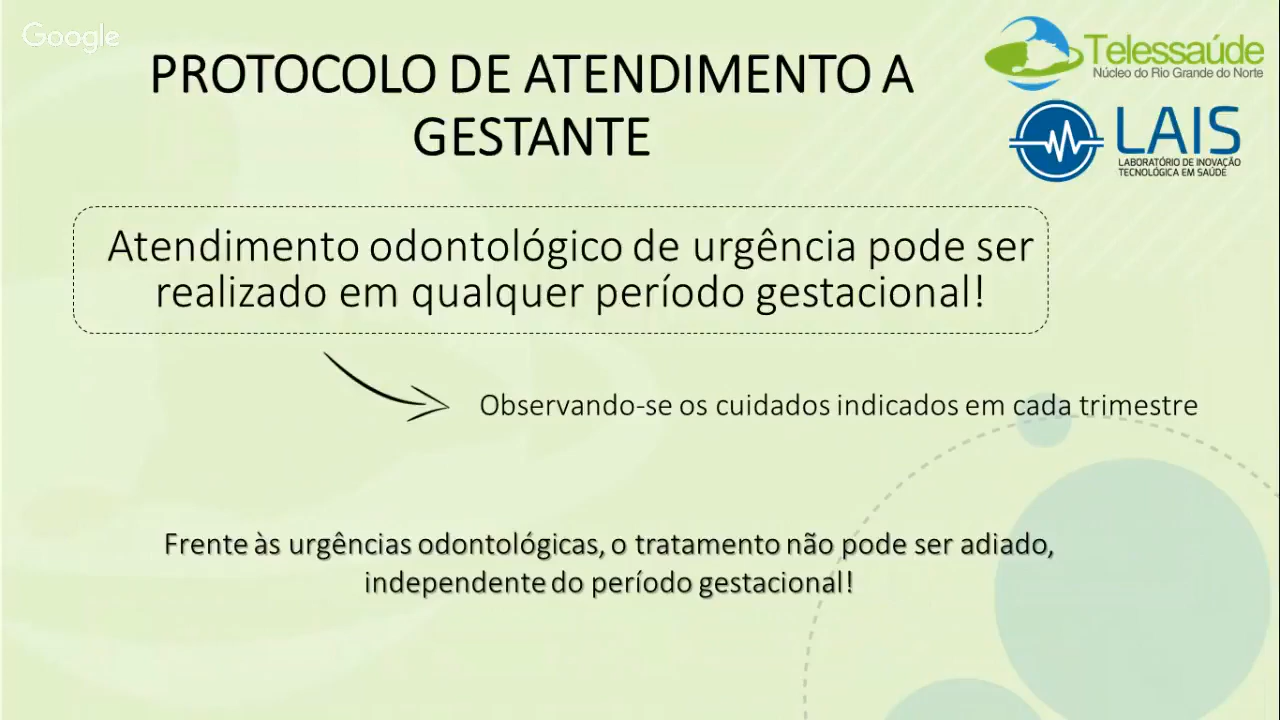 Google
PROTOCOLO DE ATENDIMENTO A
GESTANTE
Telessaúde
Núcleo do Rio Grande do Norte
LAIS
LABORATÓRIO DE INOVAÇÃO
TECNOLÓGICA EM SAÚDE
Atendimento odontológico de urgência pode ser
realizado em qualquer período gestacional!
Observando-se os cuidados indicados em cada trimestre
Frente às urgências odontológicas, o tratamento não pode ser adiado,
independente do período gestacional!